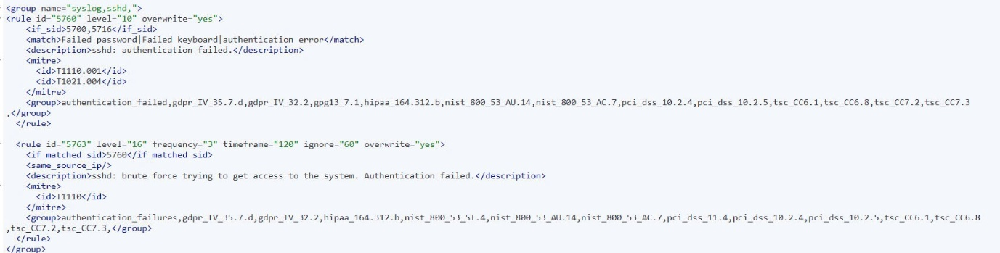 <group name="syslog,sshd,">
<rule id="5760" level="10" overwrite="yes">
<if_sid>5700,5716</if_sid>
<match>Failed password|Failed keyboard|authentication error</match>
<description>sshd: authentication failed.</description>
<mitre>
<id>T1110.001</id>
<id>T1021.004</id>
</mitre>
<group>authentication_failed,gdpr_IV_35.7.d,gdpr_IV_32.2,gpg13_7.1,hipaa_164.312.b,nist_800_53_AU.14,nist_800_53_AC.7,pci_dss_10.2.4,pci_dss_10.2.5,tsc_CC6.1,tsc_CC6.8,tsc_CC7.2,tsc_CC7.3
,</group>
</rule>
<rule id="5763" level="16" frequency="3" timeframe="120" ignore="60" overwrite="yes">
<if_matched_sid>5760</if_matched_sid>
<same_source_ip/>
<description>sshd: brute force trying to get access to the system. Authentication failed.</description>
<mitre>
<id>T1110</id>
</mitre>
<group>authentication_failures,gdpr_IV_35.7.d,gdpr_IV_32.2,hipaa_164.312.b,nist_800_53_SI.4,nist_800_53_AU.14,nist_800_53_AC.7,pci_dss_11.4,pci_dss_10.2.4,pci_dss_10.2.5,tsc_CC6.1,tsc_CC6.8
,tsc_CC7.2,tsc_CC7.3,</group>
</rule>
</group>